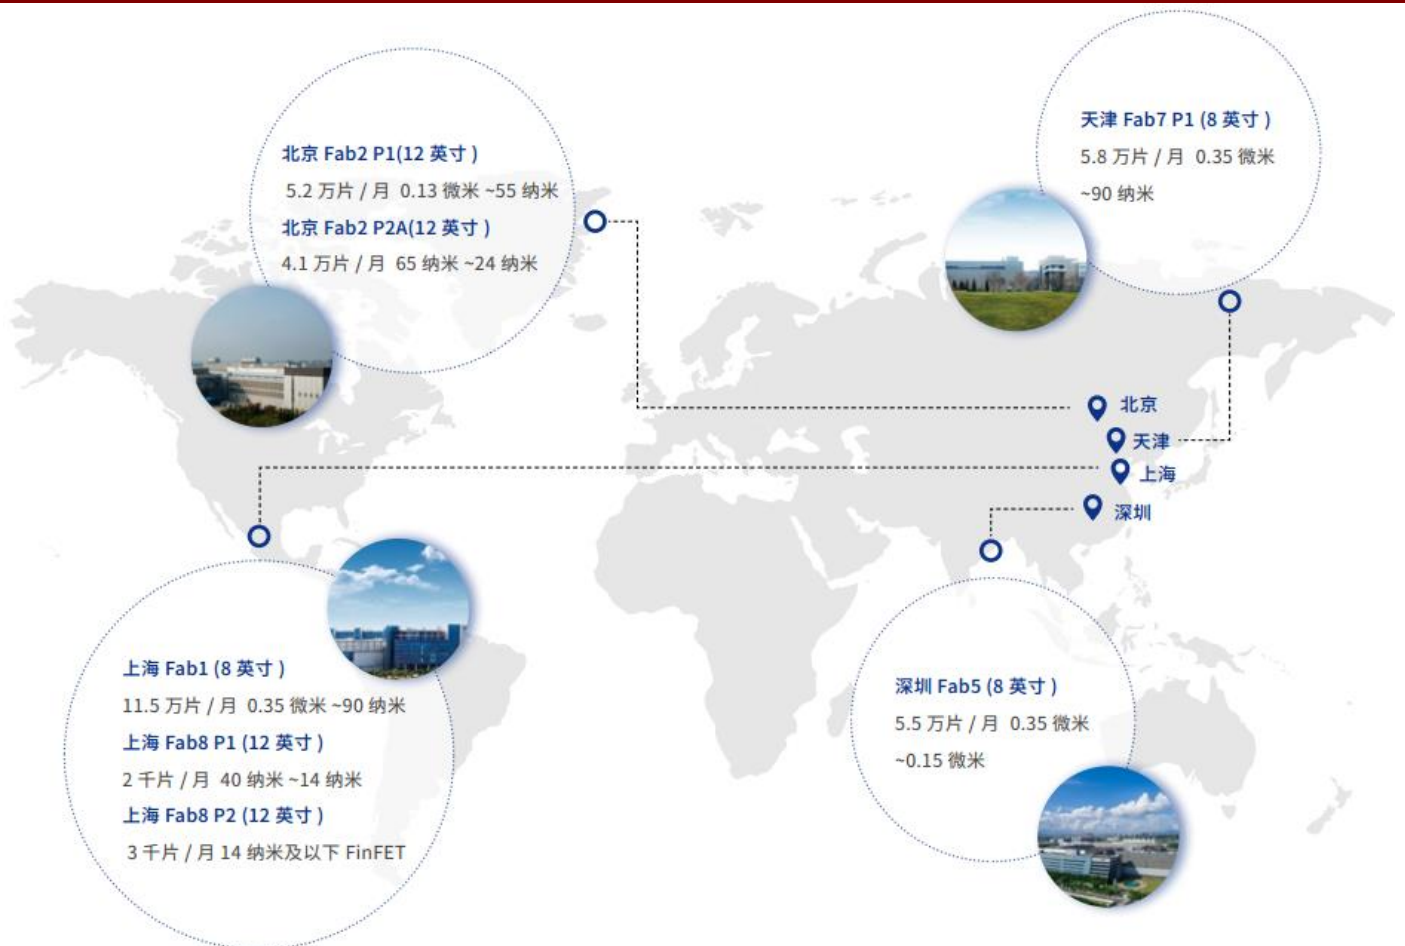 北京 Fab2 P1(12 英寸 )
5.2 万片 / 月 0.13 微米 ~55 纳米
北京 Fab2 P2A(12 英寸 )
4.1 万片 / 月 65 纳米 ~24 纳米
天津 Fab7 P1 (8 英寸 )
5.8 万片 / 月 0.35 微米
~90 纳米
北京
天津
上海
深圳
上海 Fab1 (8 英寸 )
11.5 万片 / 月 0.35 微米 ~90 纳米
上海 Fab8 P1 (12 英寸 )
2 千片 / 月 40 纳米 ~14 纳米
上海 Fab8 P2 (12 英寸 )
3 千片 / 月 14 纳米及以下 FinFET
深圳 Fab5 (8 英寸 )
5.5 万片 / 月 0.35 微米
~0.15 微米